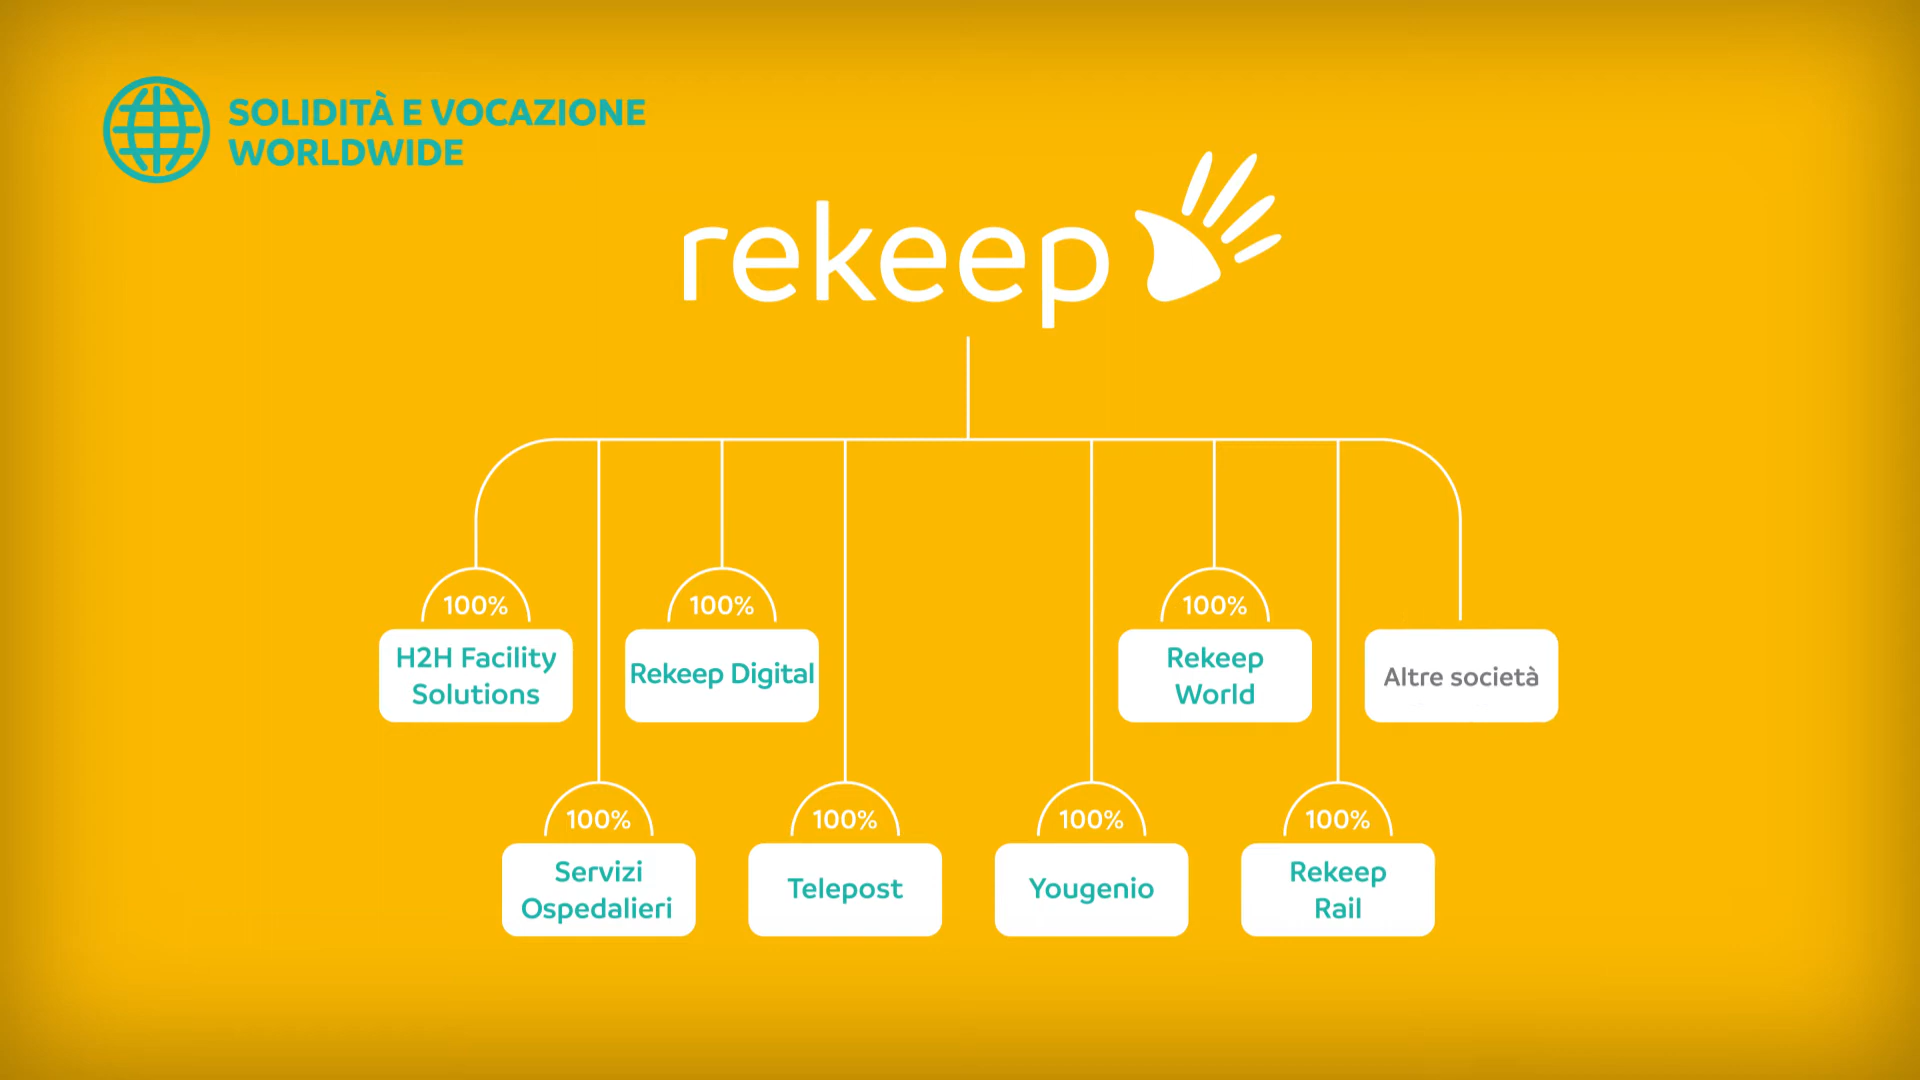 SOLIDITÀ E VOCAZIONE
WORLDWIDE
rekeep
100%
H2H Facility
Solutions
100%
Rekeep Digital
100%
Rekeep
World
Altre società
100%
Servizi
Ospedalieri
100%
Telepost
100%
Yougenio
100%
Rekeep
Rail